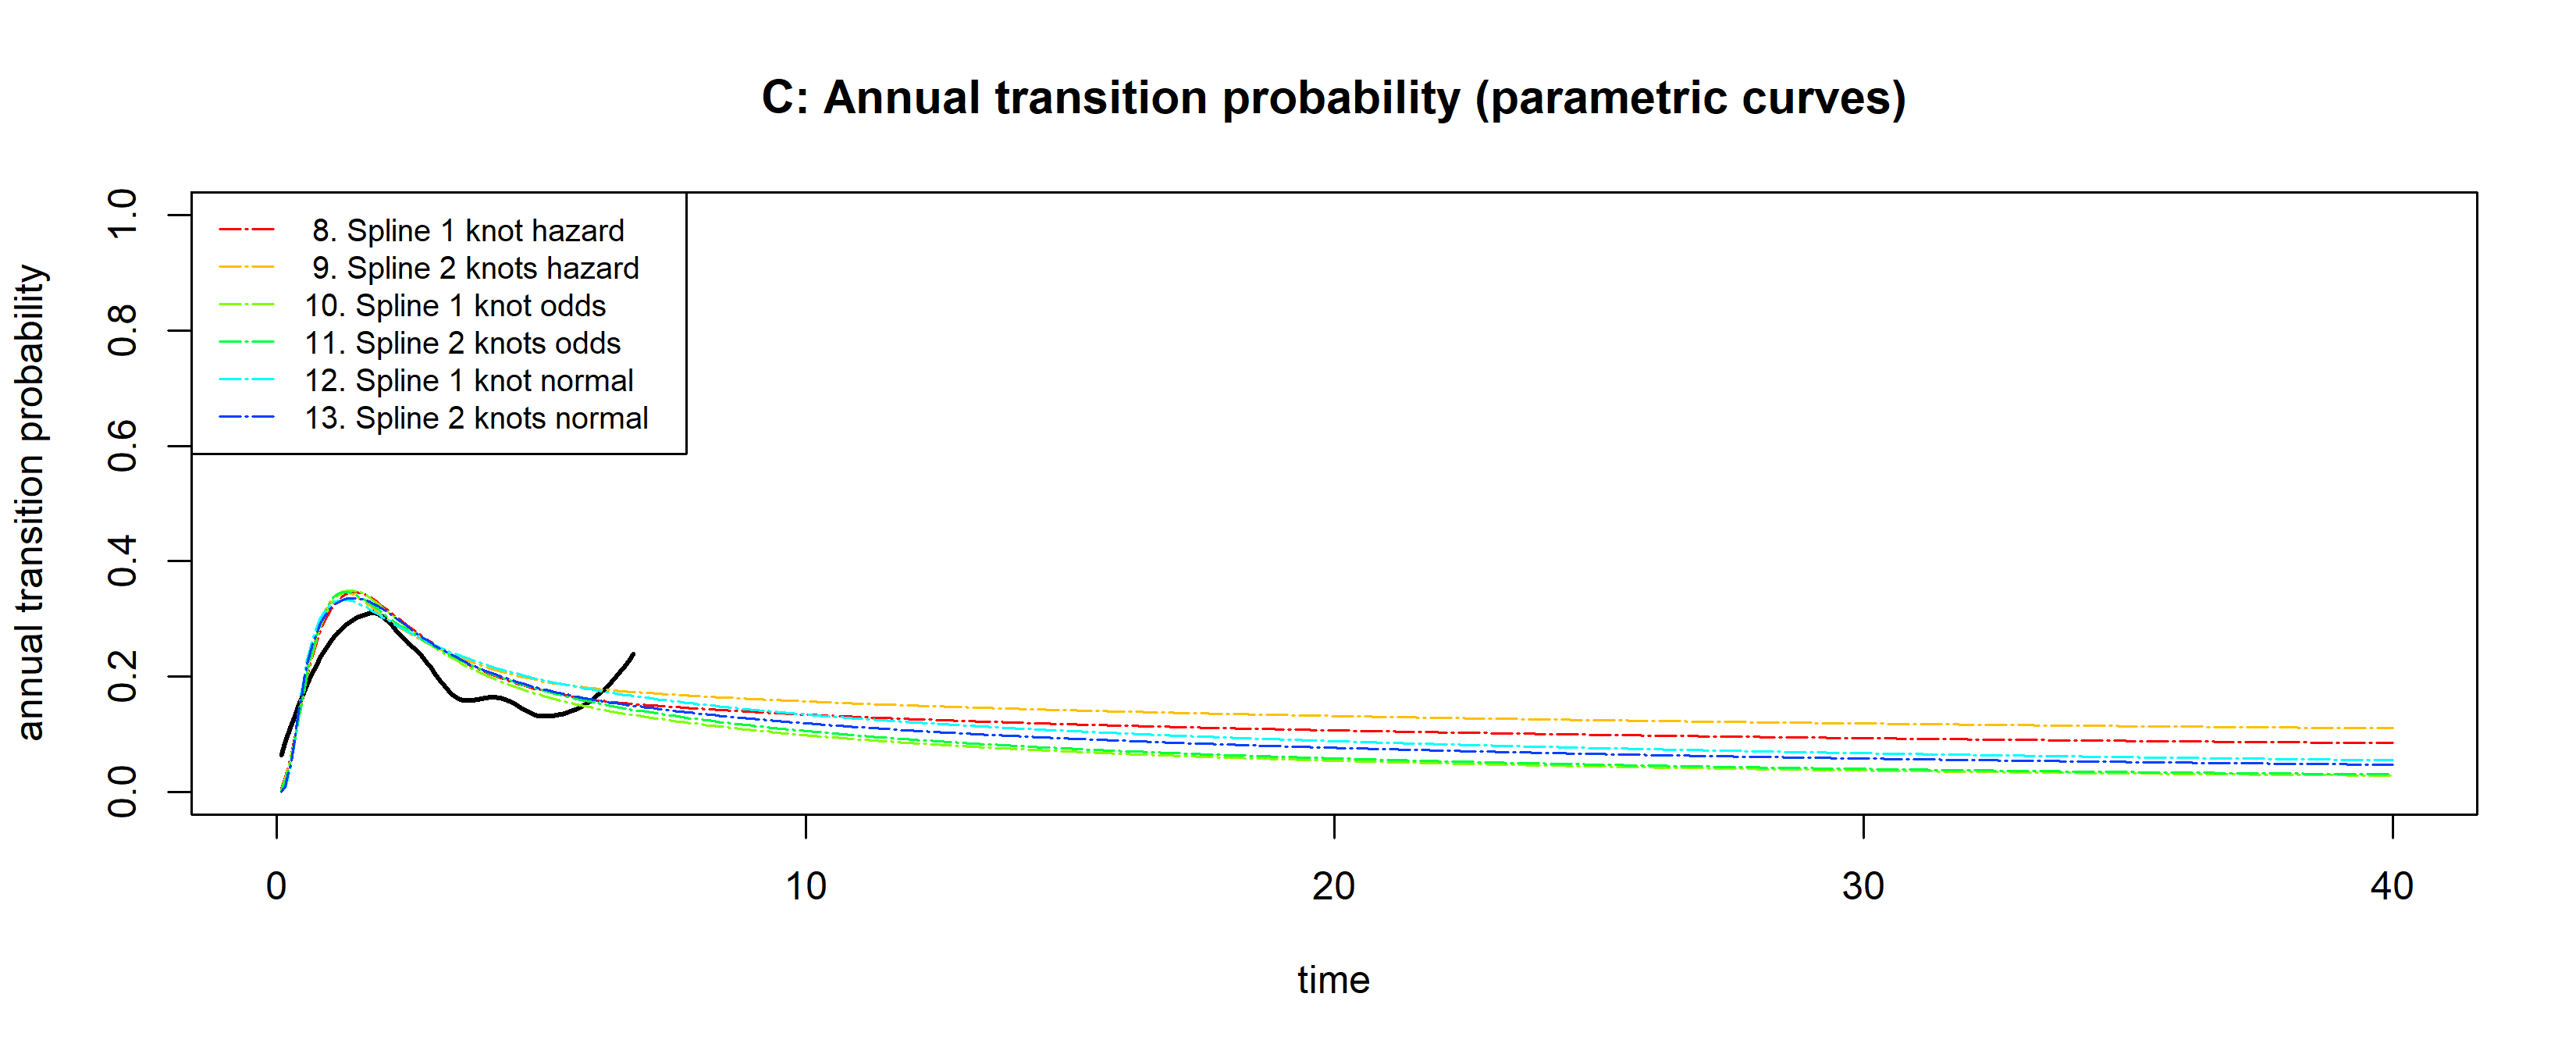 C: Annual transition probability (parametric curves)
annual transition probability
1.0
0.8
0.6
0.4
0.2
0.0
8. Spline 1 knot hazard
9. Spline 2 knots hazard
10. Spline 1 knot odds
11. Spline 2 knots odds
12. Spline 1 knot normal
13. Spline 2 knots normal
0 10 20 30 40
time